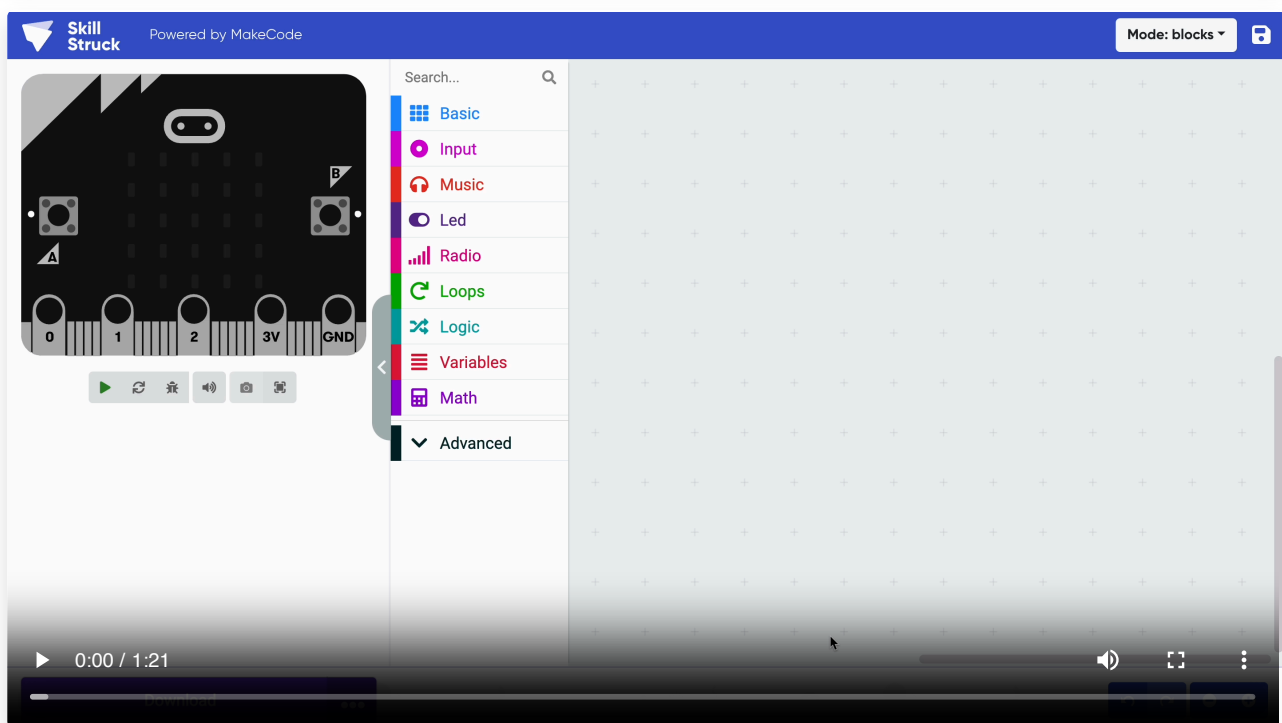 Skill
Struck
Powered by MakeCode
Mode: blocks
Search...
Basic
Input
Music
Led
Radio
Loops
Logic
Variables
Math
Advanced
B
A
0 1 2 3V GND
0:00 / 1:21
Download